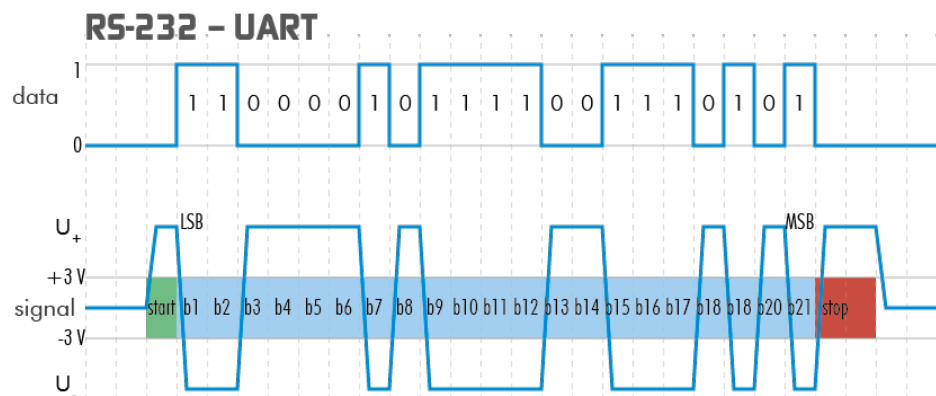 RS-232 – UART
1
data
1 1 0 0 0 0 1 0 1 1 1 1 0 0 1 1 1 0 1 0 1
0
U+
LSB
MSB
+3 V
signal
start b1 b2 b3 b4 b5 b6 b7 b8 b9 b10 b11 b12 b13 b14 b15 b16 b17 b18 b18 b20 b21 stop
-3 V
U